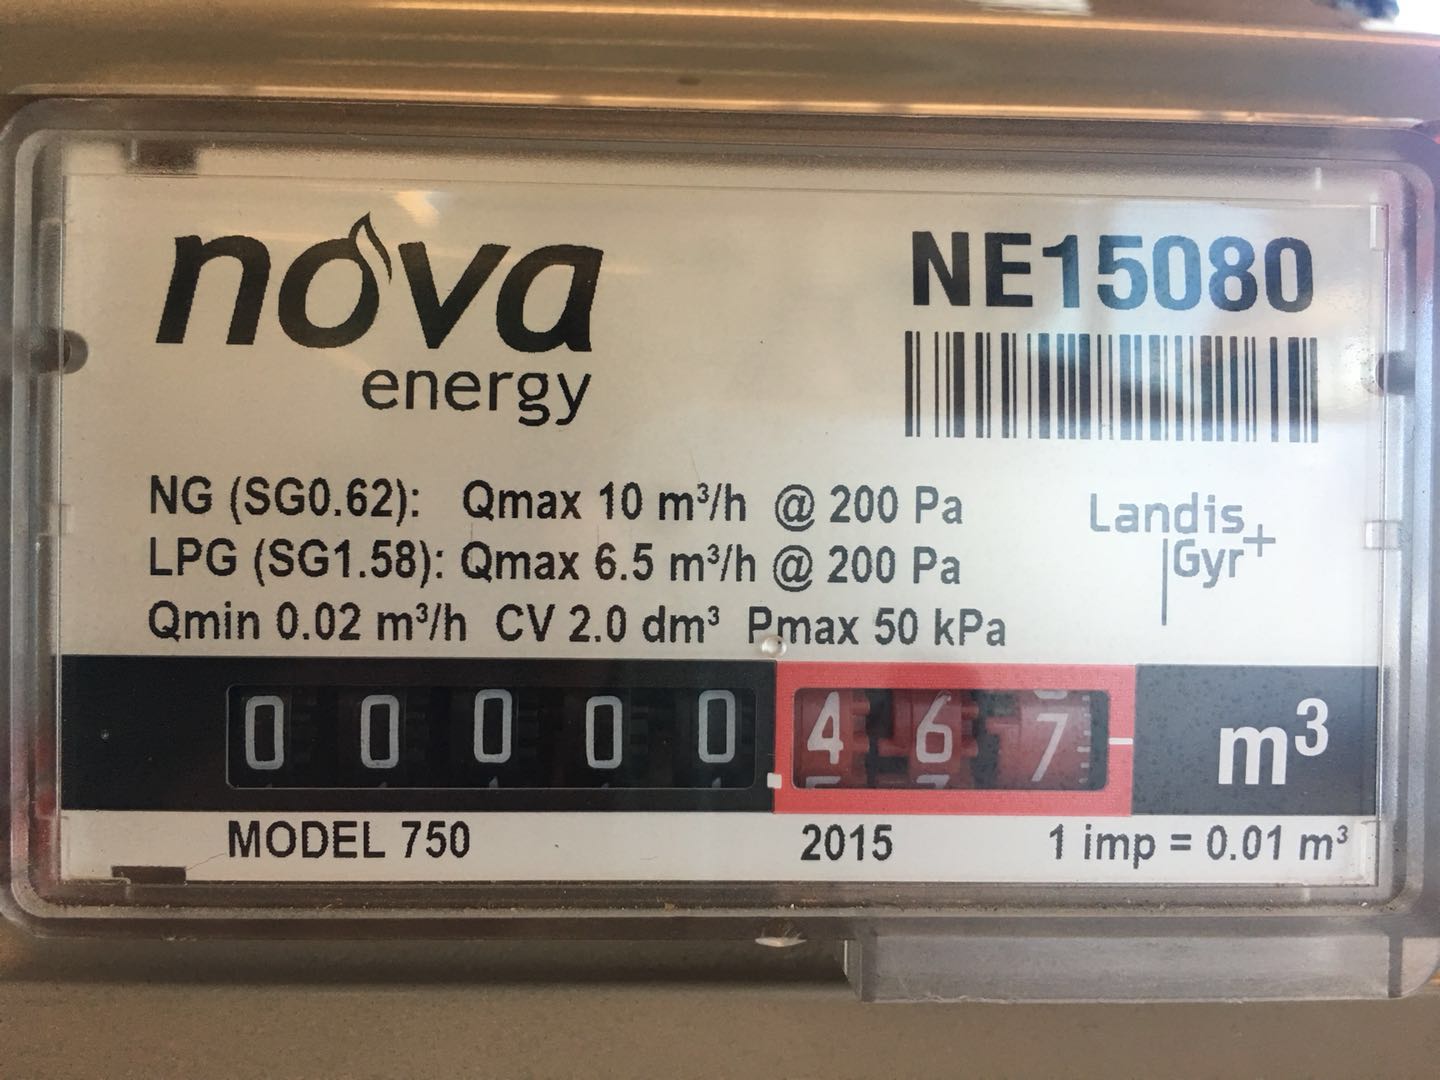 nova
energy
NE15080
NG (SG0.62): Qmax 10 m³/h @ 200 Pa
LPG (SG1.58): Qmax 6.5 m³/h @ 200 Pa
Qmin 0.02 m³/h CV 2.0 dm³ Pmax 50 kPa
Landis
Gyr+
00000 467 m³
MODEL 750 2015 1 imp = 0.01 m³